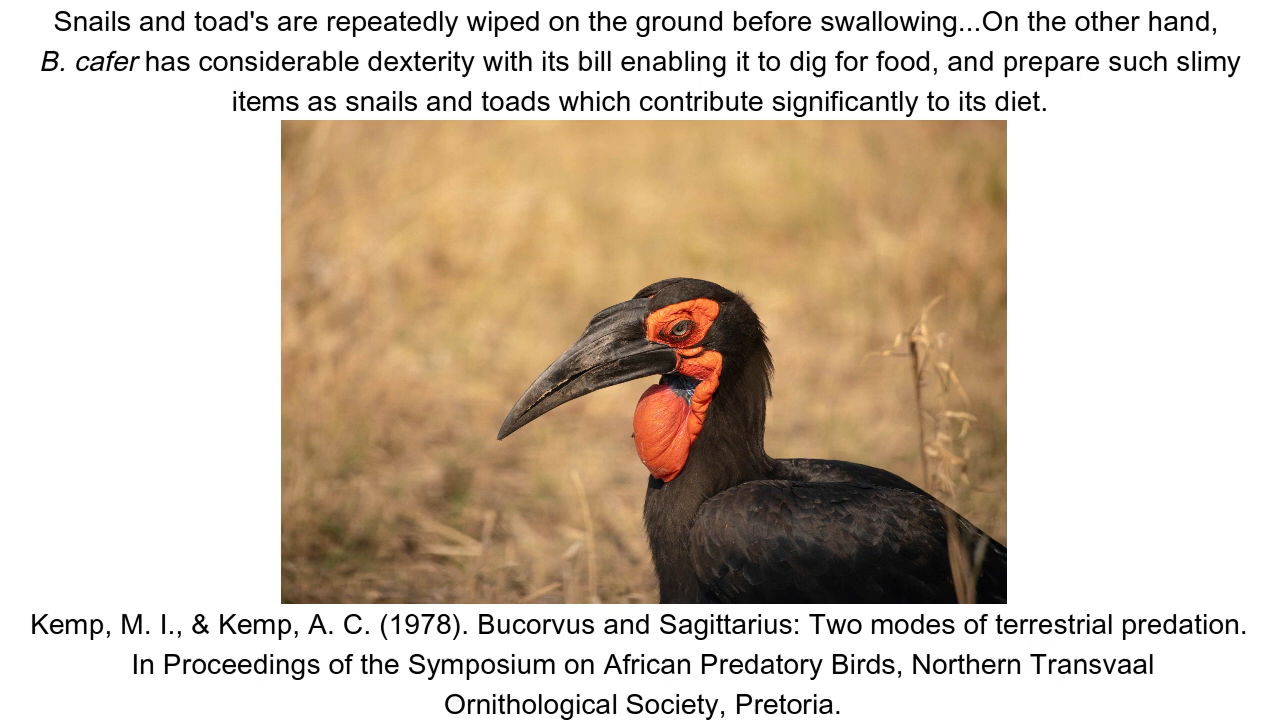 Snails and toad's are repeatedly wiped on the ground before swallowing...On the other hand,
B. cafer has considerable dexterity with its bill enabling it to dig for food, and prepare such slimy
items as snails and toads which contribute significantly to its diet.
Kemp, M. I., & Kemp, A. C. (1978). Bucorvus and Sagittarius: Two modes of terrestrial predation.
In Proceedings of the Symposium on African Predatory Birds, Northern Transvaal
Ornithological Society, Pretoria.